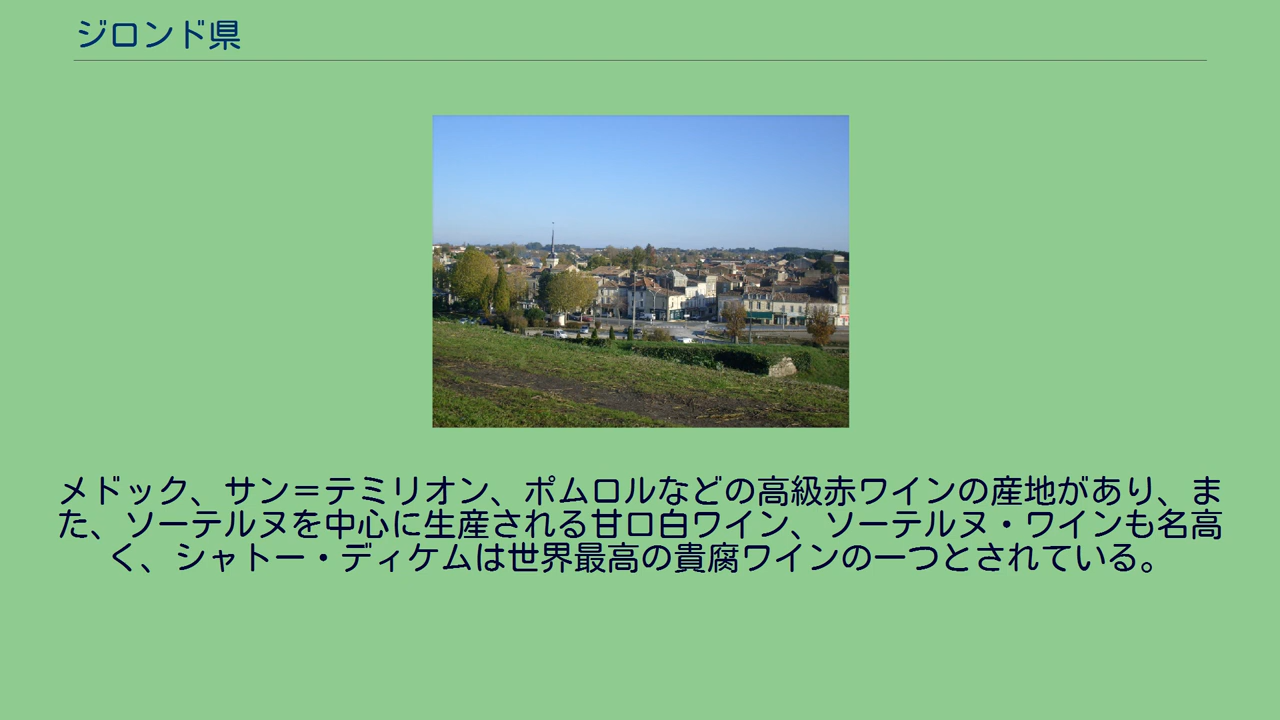 ジロンド県
メドック、サン＝テミリオン、ポムロルなどの高級赤ワインの産地があり、ま
た、ソーテルヌを中心に生産される甘口白ワイン、ソーテルヌ・ワインも名高
く、シャトー・ディケムは世界最高の貴腐ワインの一つとされている。